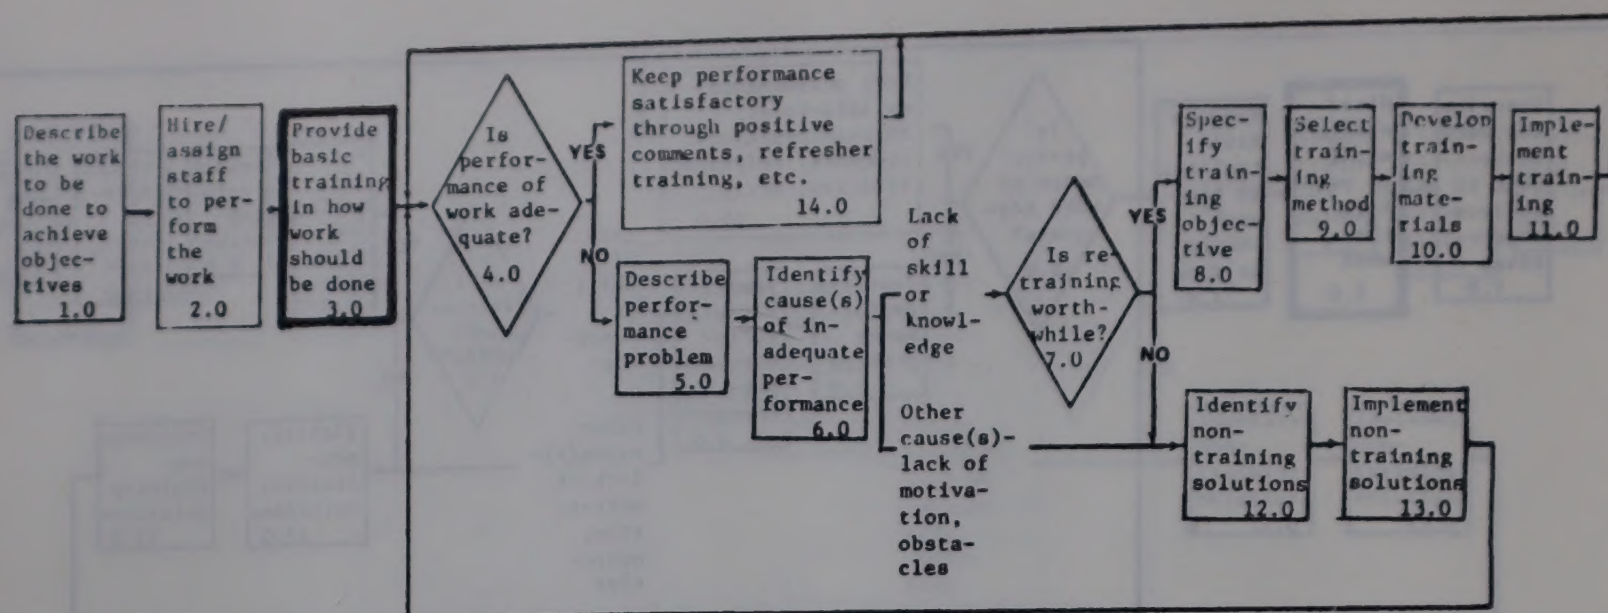 Describe
the work
to be
done to
achieve
objec-
tives
1.0
Hire/
assign
staff
to per-
form
the
work
2.0
Provide
basic
training
in how
work
should
be done
3.0
Is
perfor-
mance of
work ade-
quate?
4.0
YES
NO
Keep performance
satisfactory
through positive
comments, refresher
training, etc.
14.0
Describe
perfor-
mance
problem
5.0
Identify
cause(s)
of in-
adequate
per-
formance
6.0
Lack
of
skill
or
knowl-
edge
Other
cause(s)-
lack of
motiva-
tion,
obsta-
cles
Is re-
training
worth-
while?
7.0
YES
NO
Spec-
ify
train-
ing
objec-
tive
8.0
Select
train-
ing
method
9.0
Develop
train-
ing
mate-
rials
10.0
Imple-
ment
train-
ing
11.0
Identify
non-
training
solutions
12.0
Implement
non-
training
solutions
13.0